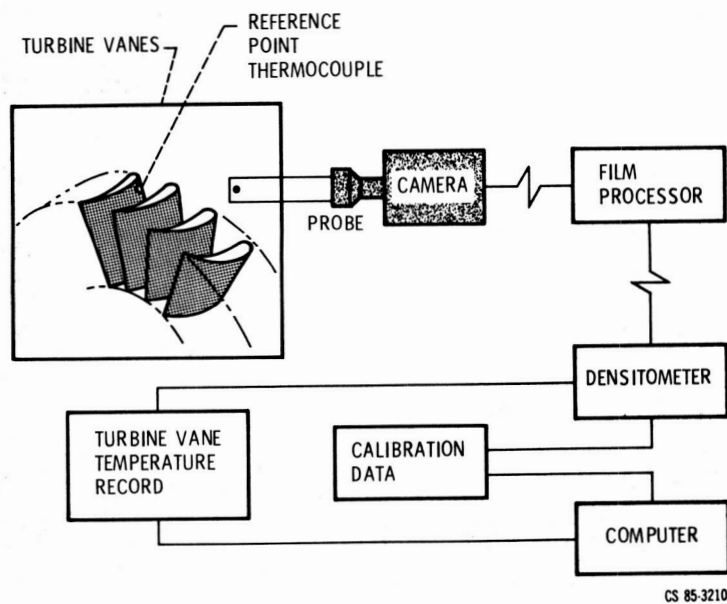 REFERENCE
POINT
THERMOCOUPLE
TURBINE VANES
CAMERA
PROBE
FILM
PROCESSOR
DENSITOMETER
TURBINE VANE
TEMPERATURE
RECORD
CALIBRATION
DATA
COMPUTER
CS 85-3210